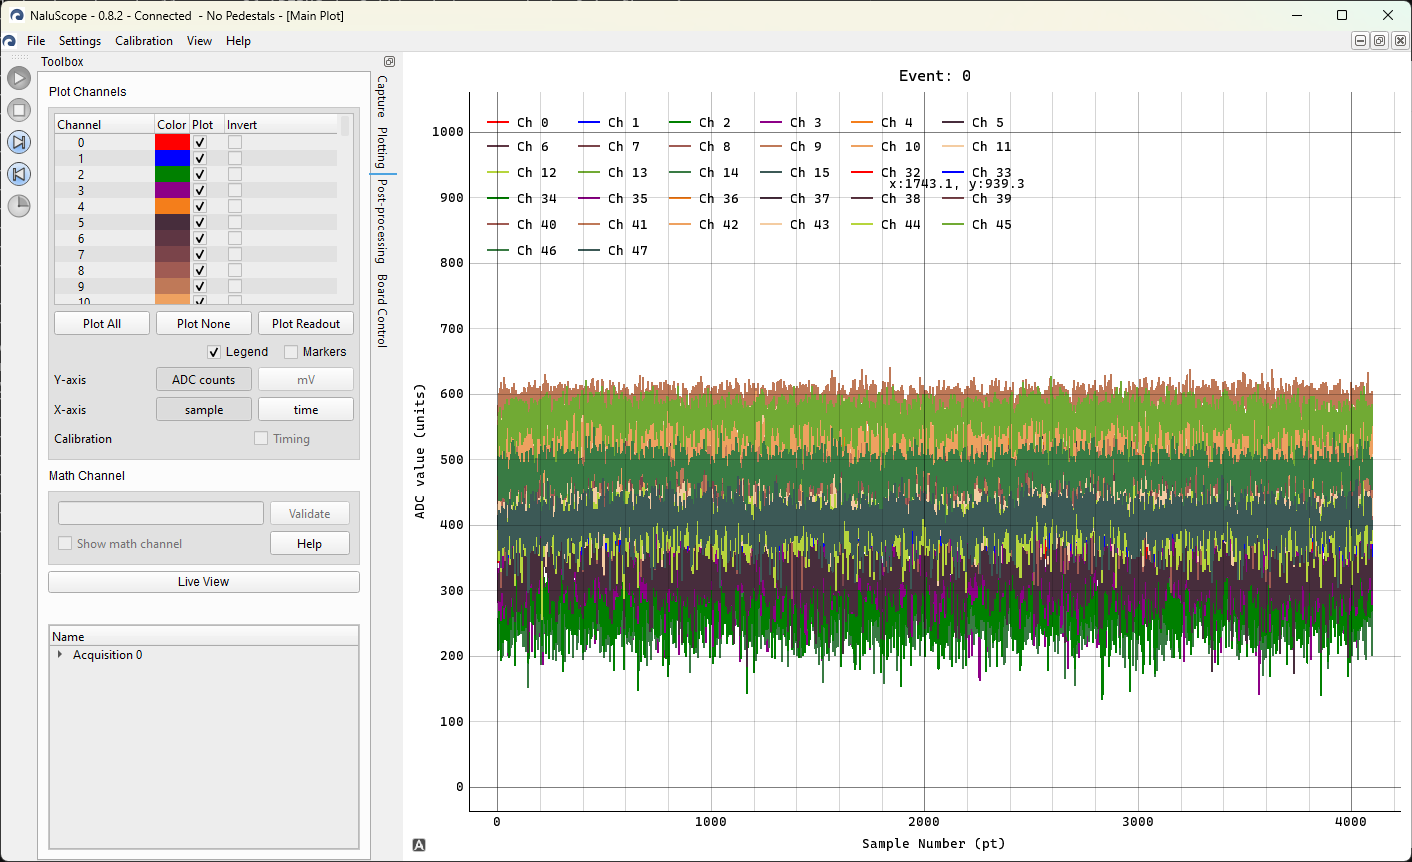 NaluScope - 0.8.2 - Connected - No Pedestals - [Main Plot]
File Settings Calibration View Help
Toolbox
Plot Channels
Channel Color Plot Invert
0
1
2
3
4
5
6
7
8
9
10
Plot All Plot None Plot Readout
Legend Markers
Y-axis ADC counts mV
X-axis sample time
Calibration Timing
Math Channel
Validate
Show math channel Help
Live View
Name
Acquisition 0
Capture
Plotting
Post-processing
Board Control
Event: 0
Ch 0 Ch 1 Ch 2 Ch 3 Ch 4 Ch 5
Ch 6 Ch 7 Ch 8 Ch 9 Ch 10 Ch 11
Ch 12 Ch 13 Ch 14 Ch 15 Ch 32 Ch 33
x:1743.1, y:939.3
Ch 34 Ch 35 Ch 36 Ch 37 Ch 38 Ch 39
Ch 40 Ch 41 Ch 42 Ch 43 Ch 44 Ch 45
Ch 46 Ch 47
1000
900
800
700
600
500
400
300
200
100
0
ADC value (units)
0 1000 2000 3000 4000
Sample Number (pt)
A